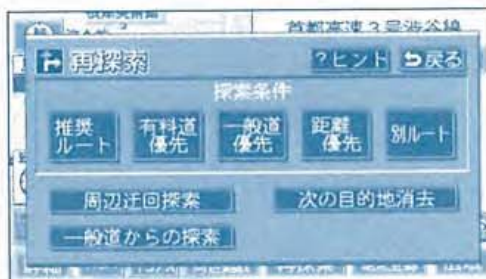 首都高速3号渋谷線
再探索
?ヒント
戻る
探索条件
推奨
ルート
有料道
優先
一般道
優先
距離
優先
別ルート
周辺迂回探索
次の目的地消去
一般道からの探索